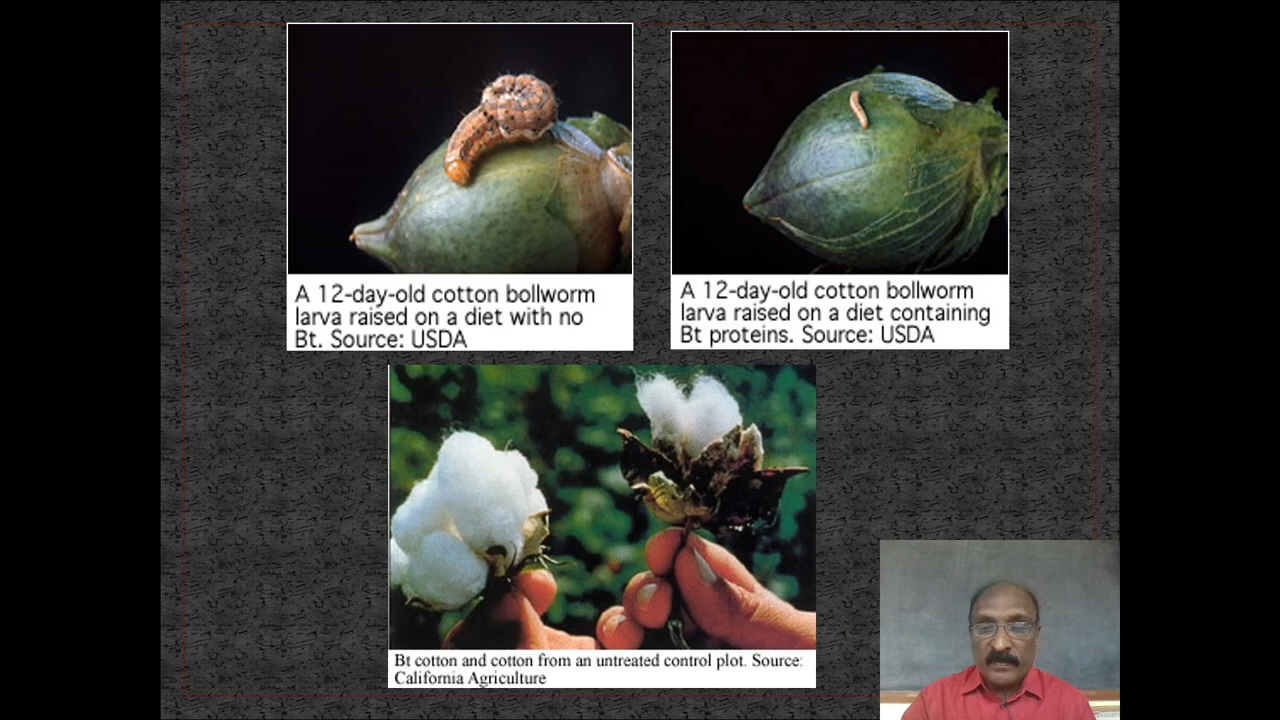 A 12-day-old cotton bollworm
larva raised on a diet with no
Bt. Source: USDA
A 12-day-old cotton bollworm
larva raised on a diet containing
Bt proteins. Source: USDA
Bt cotton and cotton from an untreated control plot. Source:
California Agriculture